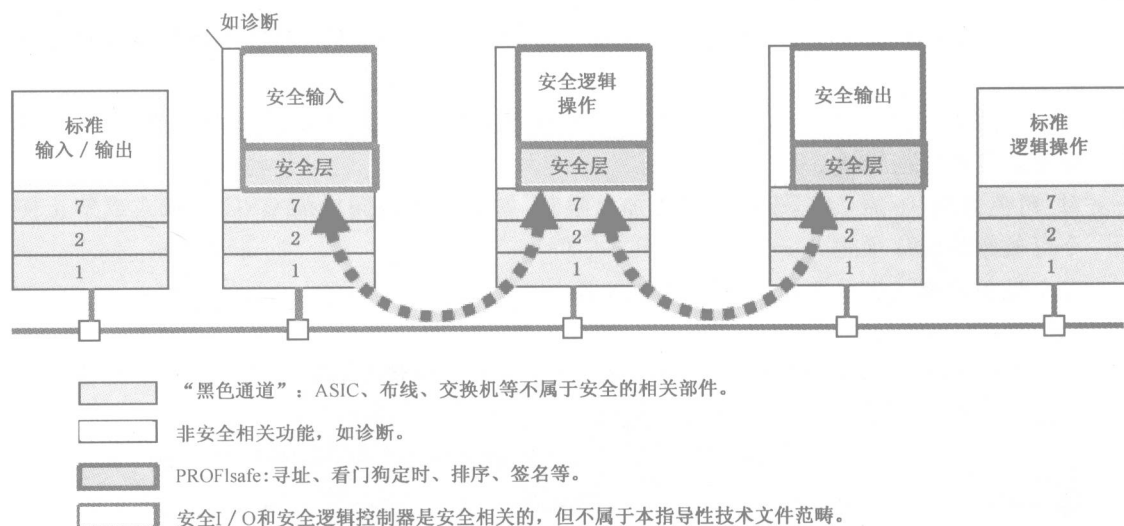 如诊断
标准
输入 / 输出
7
2
1
安全输入
安全层
7
2
1
安全逻辑
操作
安全层
7
2
1
安全输出
安全层
7
2
1
标准
逻辑操作
7
2
1
“黑色通道”：ASIC、布线、交换机等不属于安全的相关部件。
非安全相关功能，如诊断。
PROFIsafe：寻址、看门狗定时、排序、签名等。
安全I / O和安全逻辑控制器是安全相关的，但不属于本指导性技术文件范畴。